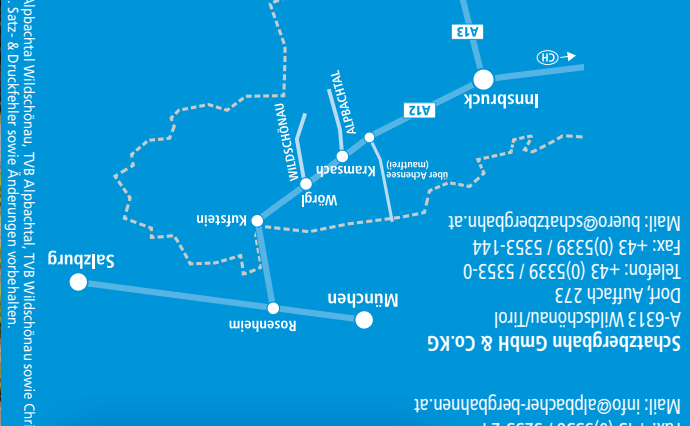 Mail: info@alpbacher-bergbahnen.at
Schatzbergbahn GmbH & Co.KG
A-6313 Wildschönau/Tirol
Dorf, Auffach 273
Telefon: +43 (0)5339 / 5353-0
Fax: +43 (0)5339 / 5353-144
Mail: buero@schatzbergbahn.at
München
Rosenheim
Salzburg
Kufstein
Wörgl
Kramsach
über Achensee
(mautfrei)
WILDSCHÖNAU
ALPBACHTAL
A12
Innsbruck
CH
A13
Alpbachtal Wildschönau, TVB Alpbachtal, TVB Wildschönau sowie Chr
. Satz- & Druckfehler sowie Änderungen vorbehalten.